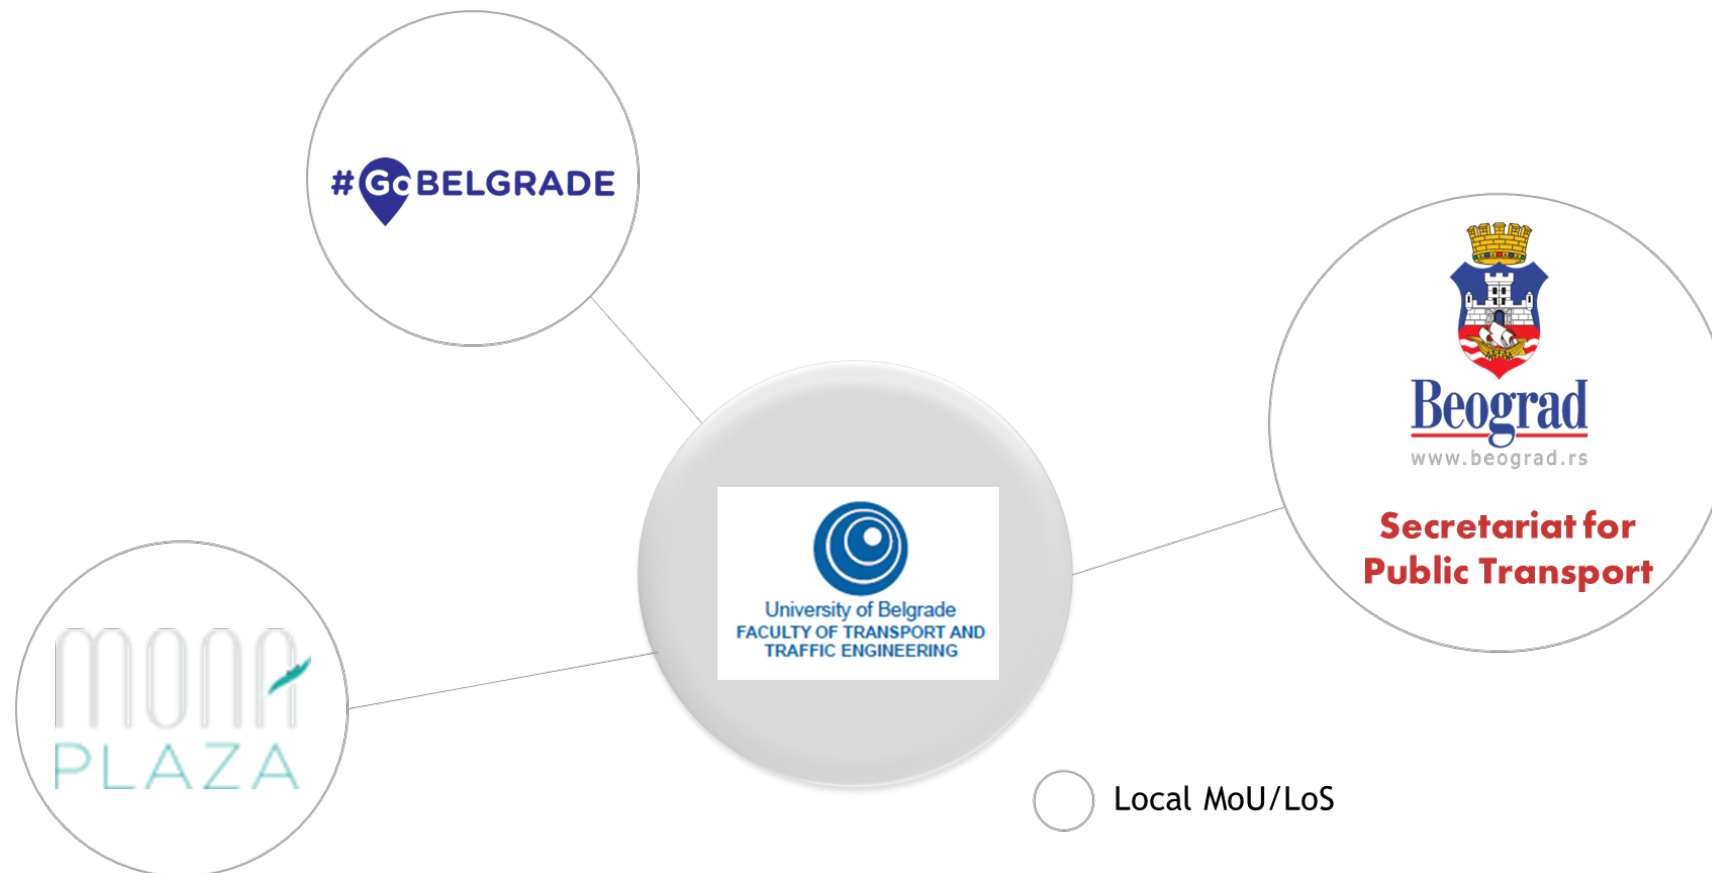 #GoBELGRADE
Beograd
www.beograd.rs
Secretariat for
Public Transport
University of Belgrade
FACULTY OF TRANSPORT AND
TRAFFIC ENGINEERING
MONA
PLAZA
Local MoU/LoS